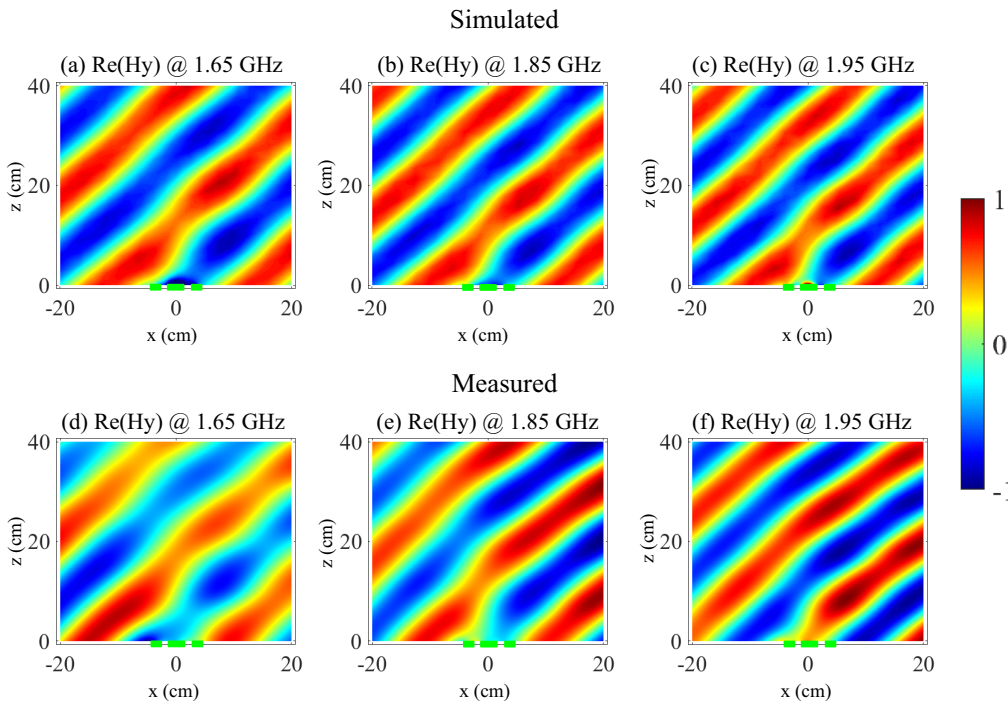 Simulated
(a) Re(Hy) @ 1.65 GHz
(b) Re(Hy) @ 1.85 GHz
(c) Re(Hy) @ 1.95 GHz
40
20
0
z (cm)
-20
0
20
x (cm)
40
20
0
z (cm)
-20
0
20
x (cm)
40
20
0
z (cm)
-20
0
20
x (cm)
1
0
-1
Measured
(d) Re(Hy) @ 1.65 GHz
(e) Re(Hy) @ 1.85 GHz
(f) Re(Hy) @ 1.95 GHz
40
20
0
z (cm)
-20
0
20
x (cm)
40
20
0
z (cm)
-20
0
20
x (cm)
40
20
0
z (cm)
-20
0
20
x (cm)